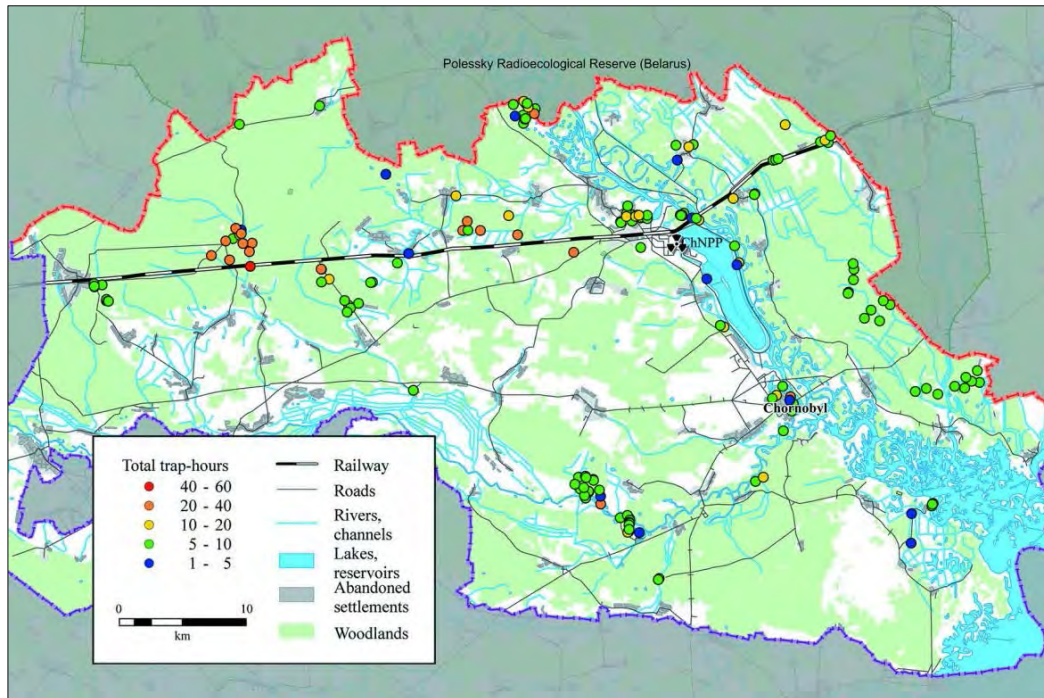 Polessky Radioecological Reserve (Belarus)
ChNPP
Chornobyl
Total trap-hours
40 - 60
20 - 40
10 - 20
5 - 10
1 - 5
0 10
km
Railway
Roads
Rivers,
channels
Lakes,
reservoirs
Abandoned
settlements
Woodlands